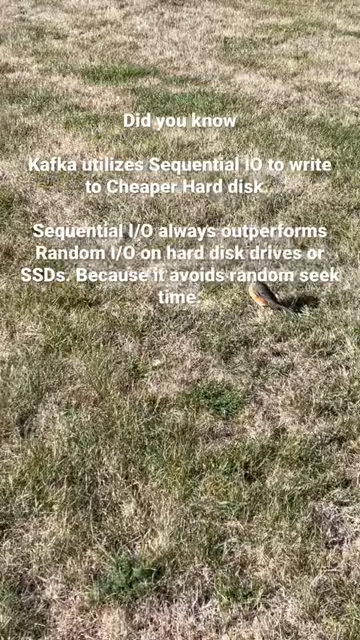 Did you know
Kafka utilizes Sequential IO to write
to Cheaper Hard disk.
Sequential I/O always outperforms
Random I/O on hard disk drives or
SSDs. Because it avoids random seek
time.